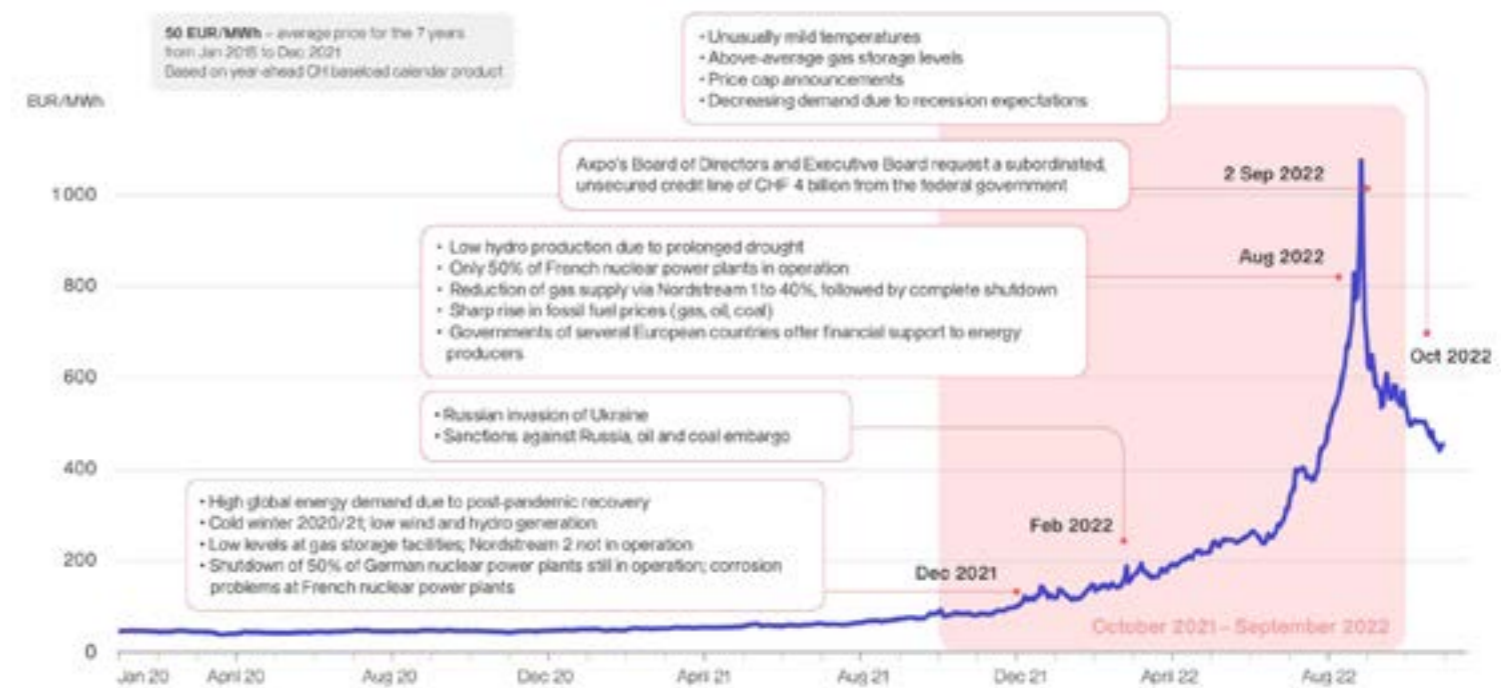 50 EUR/MWh – average price for the 7 years
from Jan 2015 to Dec 2021
Based on year-ahead CH baseload calendar product
EUR/MWh
• Unusually mild temperatures
• Above-average gas storage levels
• Price cap announcements
• Decreasing demand due to recession expectations
Axpo's Board of Directors and Executive Board request a subordinated,
unsecured credit line of CHF 4 billion from the federal government
2 Sep 2022
1000
• Low hydro production due to prolonged drought
• Only 50% of French nuclear power plants in operation
• Reduction of gas supply via Nordstream 1 to 40%, followed by complete shutdown
• Sharp rise in fossil fuel prices (gas, oil, coal)
• Governments of several European countries offer financial support to energy
producers
Aug 2022
800
Oct 2022
600
• Russian invasion of Ukraine
• Sanctions against Russia, oil and coal embargo
400
• High global energy demand due to post-pandemic recovery
• Cold winter 2020/21; low wind and hydro generation
• Low levels at gas storage facilities; Nordstream 2 not in operation
• Shutdown of 50% of German nuclear power plants still in operation; corrosion
problems at French nuclear power plants
Feb 2022
200
Dec 2021
October 2021 – September 2022
0
Jan 20 April 20 Aug 20 Dec 20 April 21 Aug 21 Dec 21 April 22 Aug 22